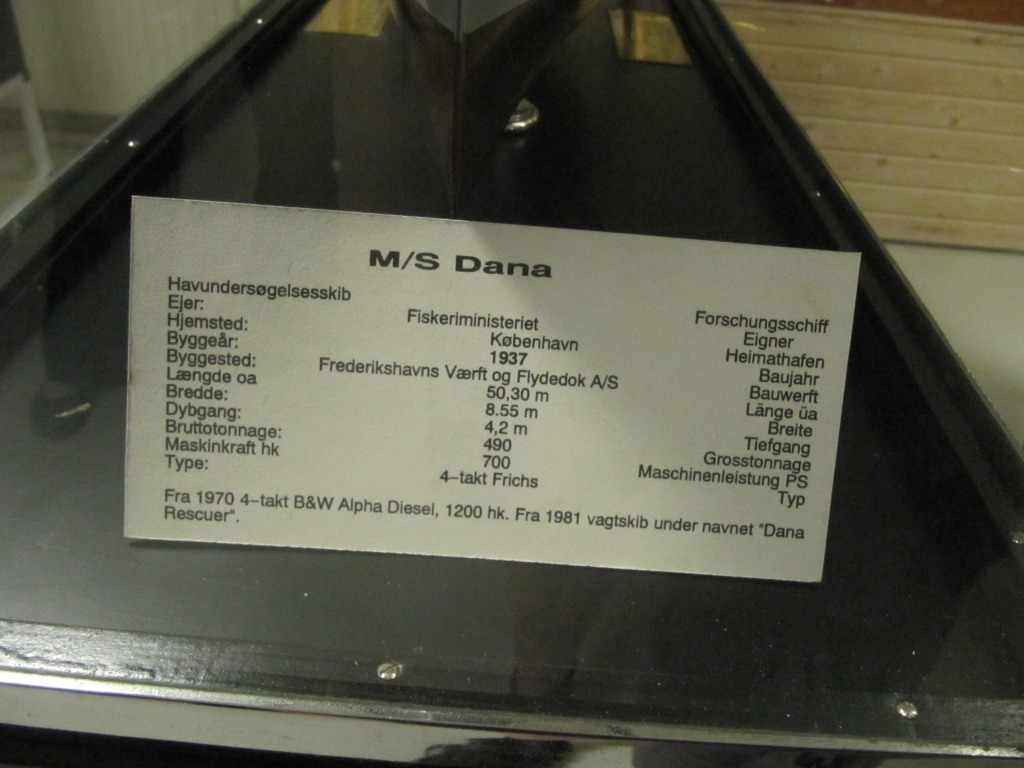 M/S Dana
Havundersøgelsesskib Forschungsschiff
Ejer: Fiskeriministeriet Eigner
Hjemsted: København Heimathafen
Byggeår: 1937 Baujahr
Byggested: Frederikshavns Værft og Flydedok A/S Bauwerft
Længde oa 50,30 m Länge üa
Bredde: 8.55 m Breite
Dybgang: 4,2 m Tiefgang
Bruttotonnage: 490 Grosstonnage
Maskinkraft hk 700 Maschinenleistung PS
Type: 4-takt Frichs Typ
Fra 1970 4-takt B&W Alpha Diesel, 1200 hk. Fra 1981 vagtskib under navnet "Dana
Rescuer".